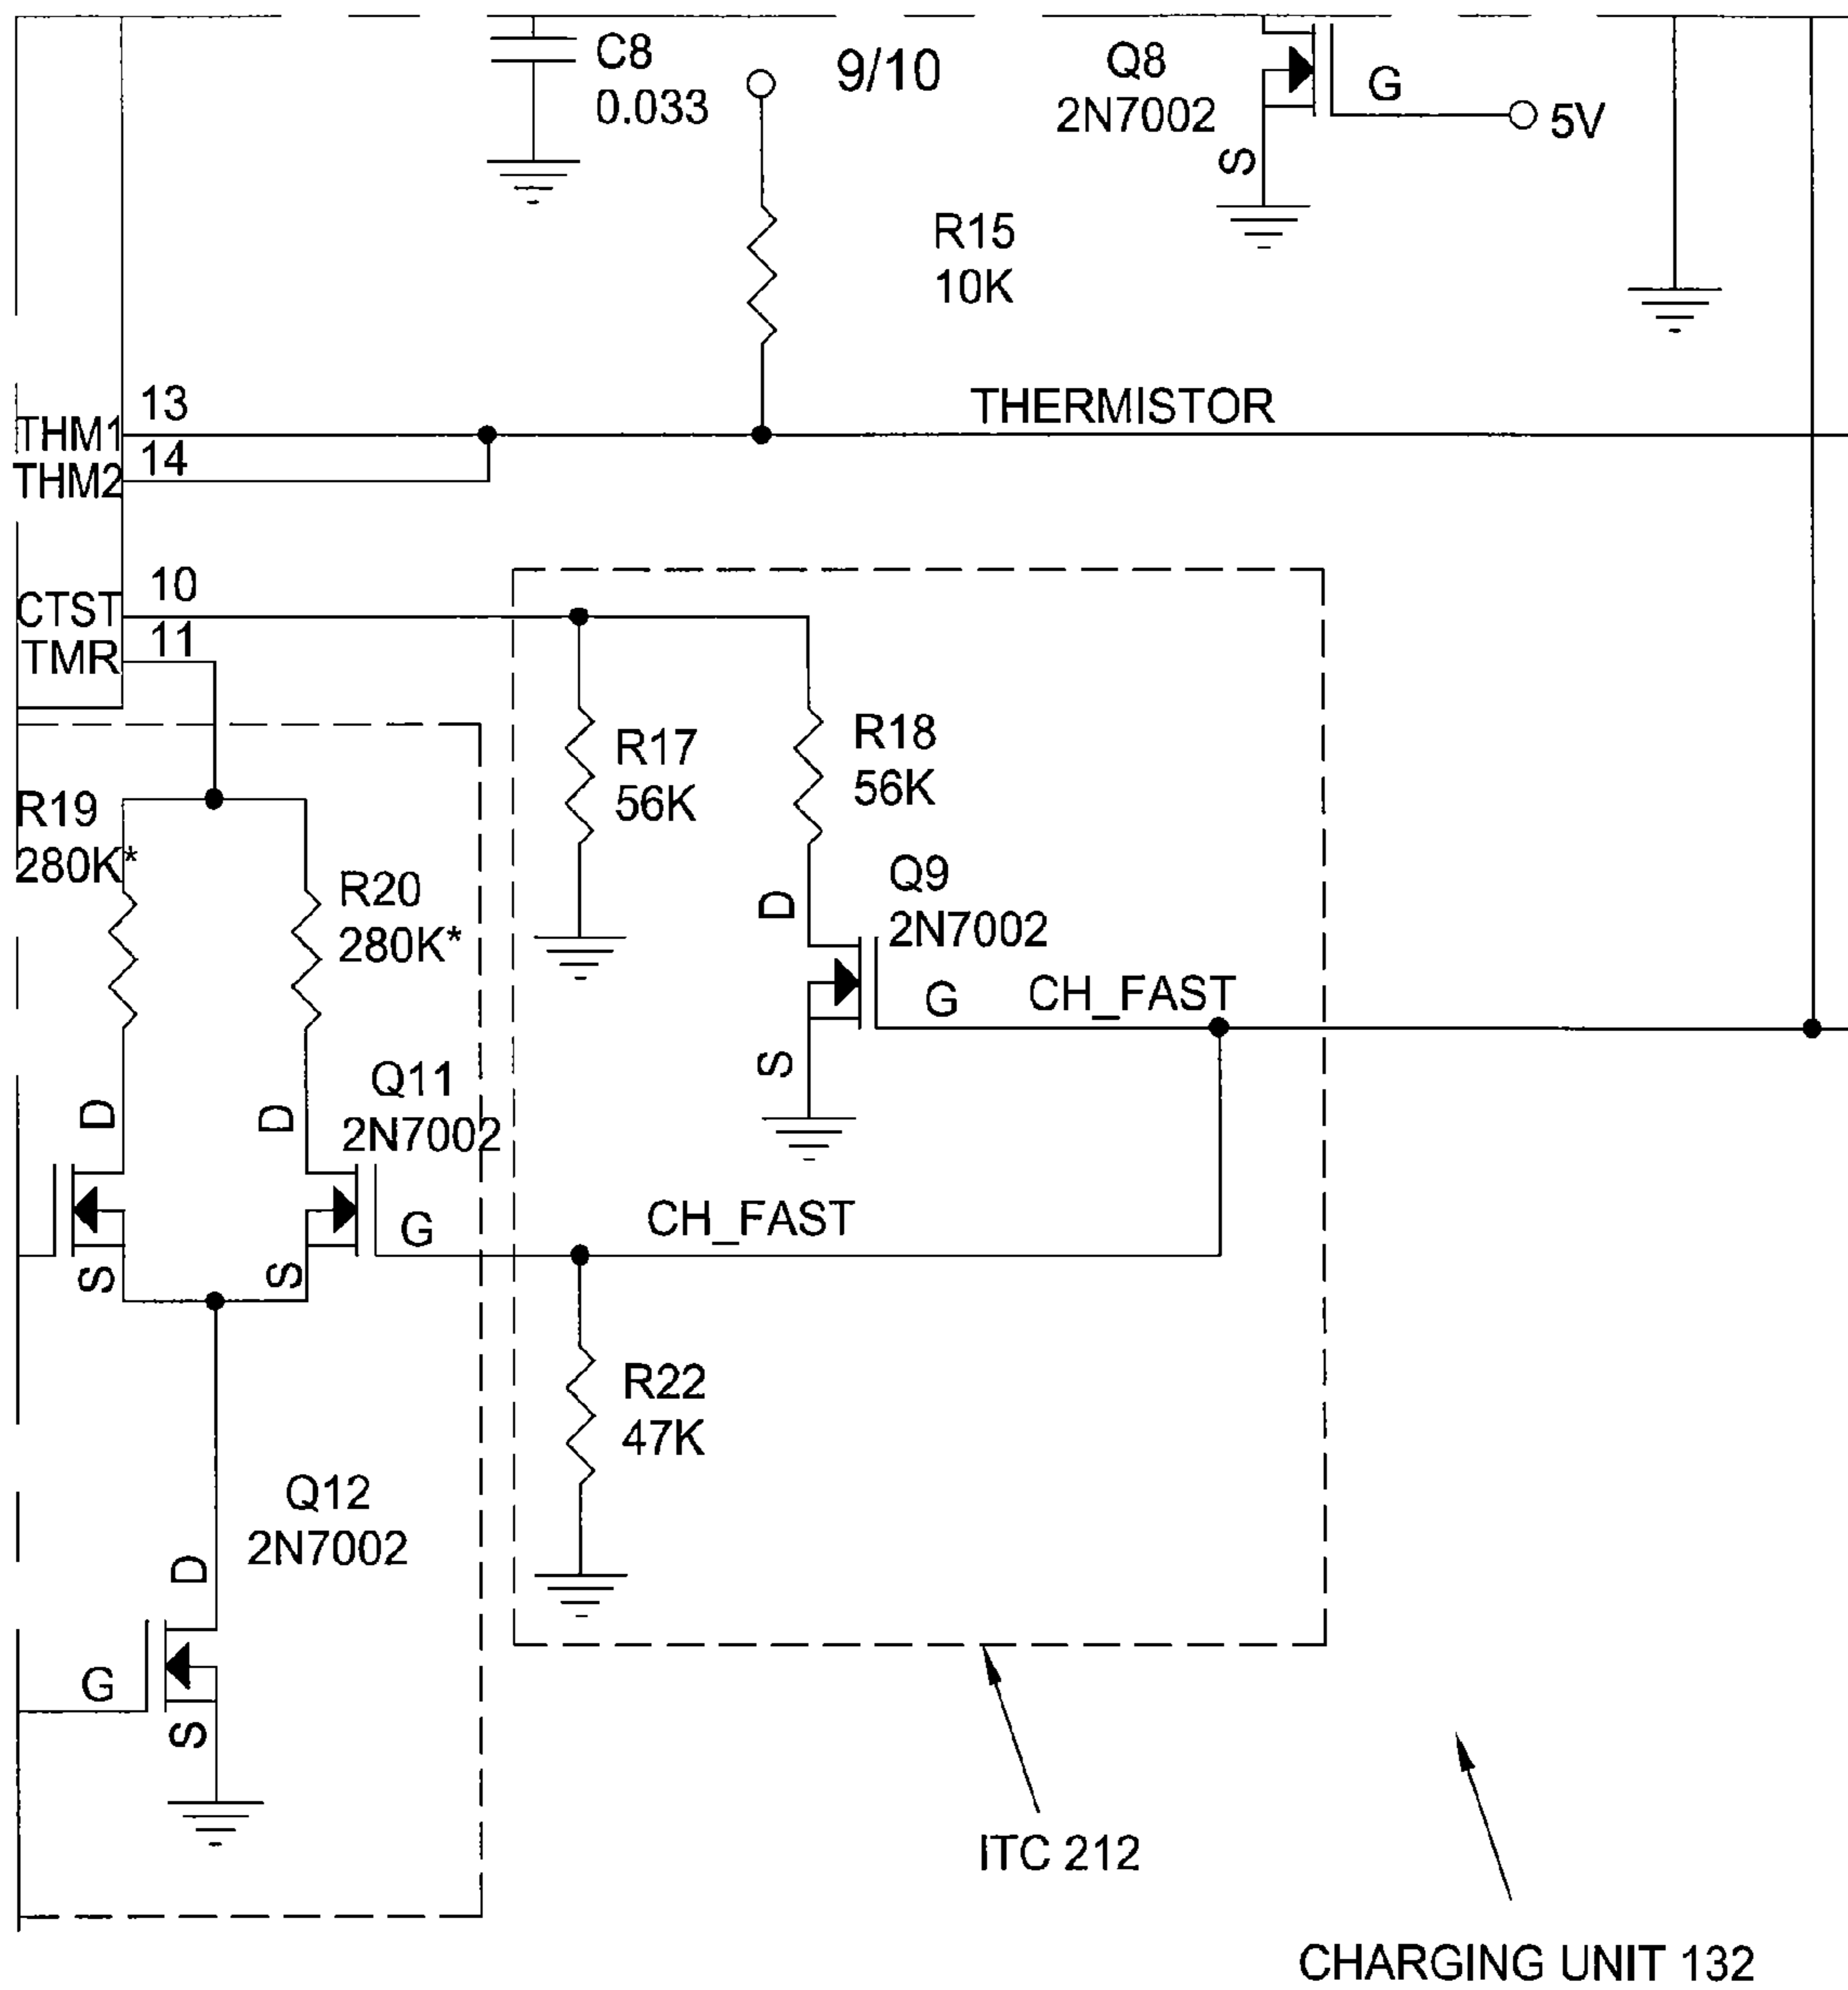 C8
0.033
9/10
Q8
2N7002
G
5V
S
R15
10K
THERMISTOR
THM1
13
THM2
14
CTST
10
TMR
11
R17
56K
R18
56K
R19
280K*
R20
280K*
Q9
2N7002
D
G
CH_FAST
S
Q11
2N7002
D
D
G
CH_FAST
S
S
R22
47K
Q12
2N7002
D
G
S
ITC 212
CHARGING UNIT 132